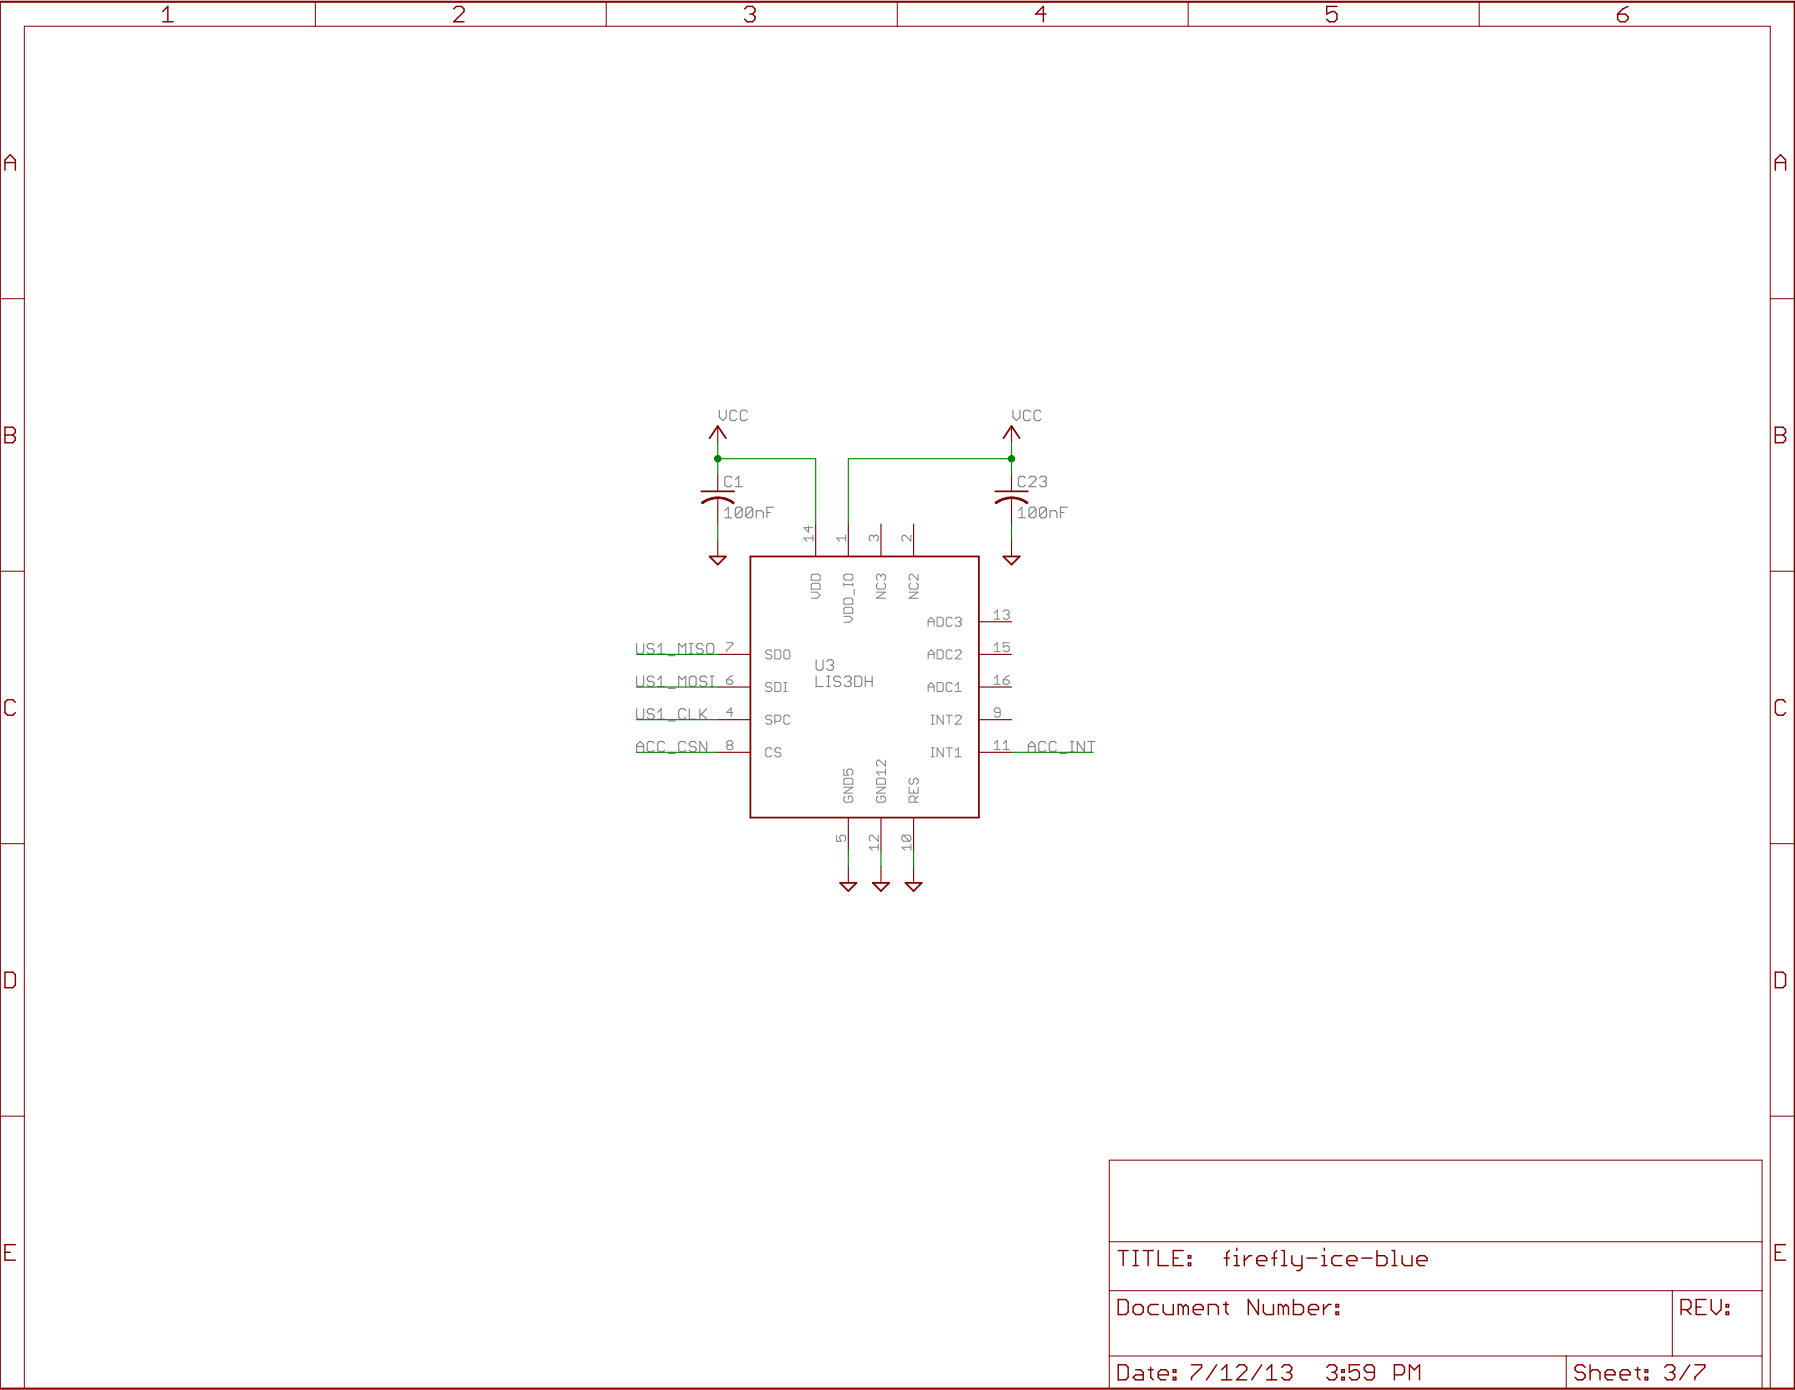 1 2 3 4 5 6
A A
B B
C C
D D
E E
VCC VCC
C1 C23
100nF 100nF
14 1 3 2
VDD VDD_IO NC3 NC2
ADC3 13
US1_MISO 7 SDO ADC2 15
U3
LIS3DH
US1_MOSI 6 SDI ADC1 16
US1_CLK 4 SPC INT2 9
ACC_CSN 8 CS INT1 11 ACC_INT
GND5 GND12 RES
5 12 10
TITLE: firefly-ice-blue
Document Number: REV:
Date: 7/12/13 3:59 PM Sheet: 3/7